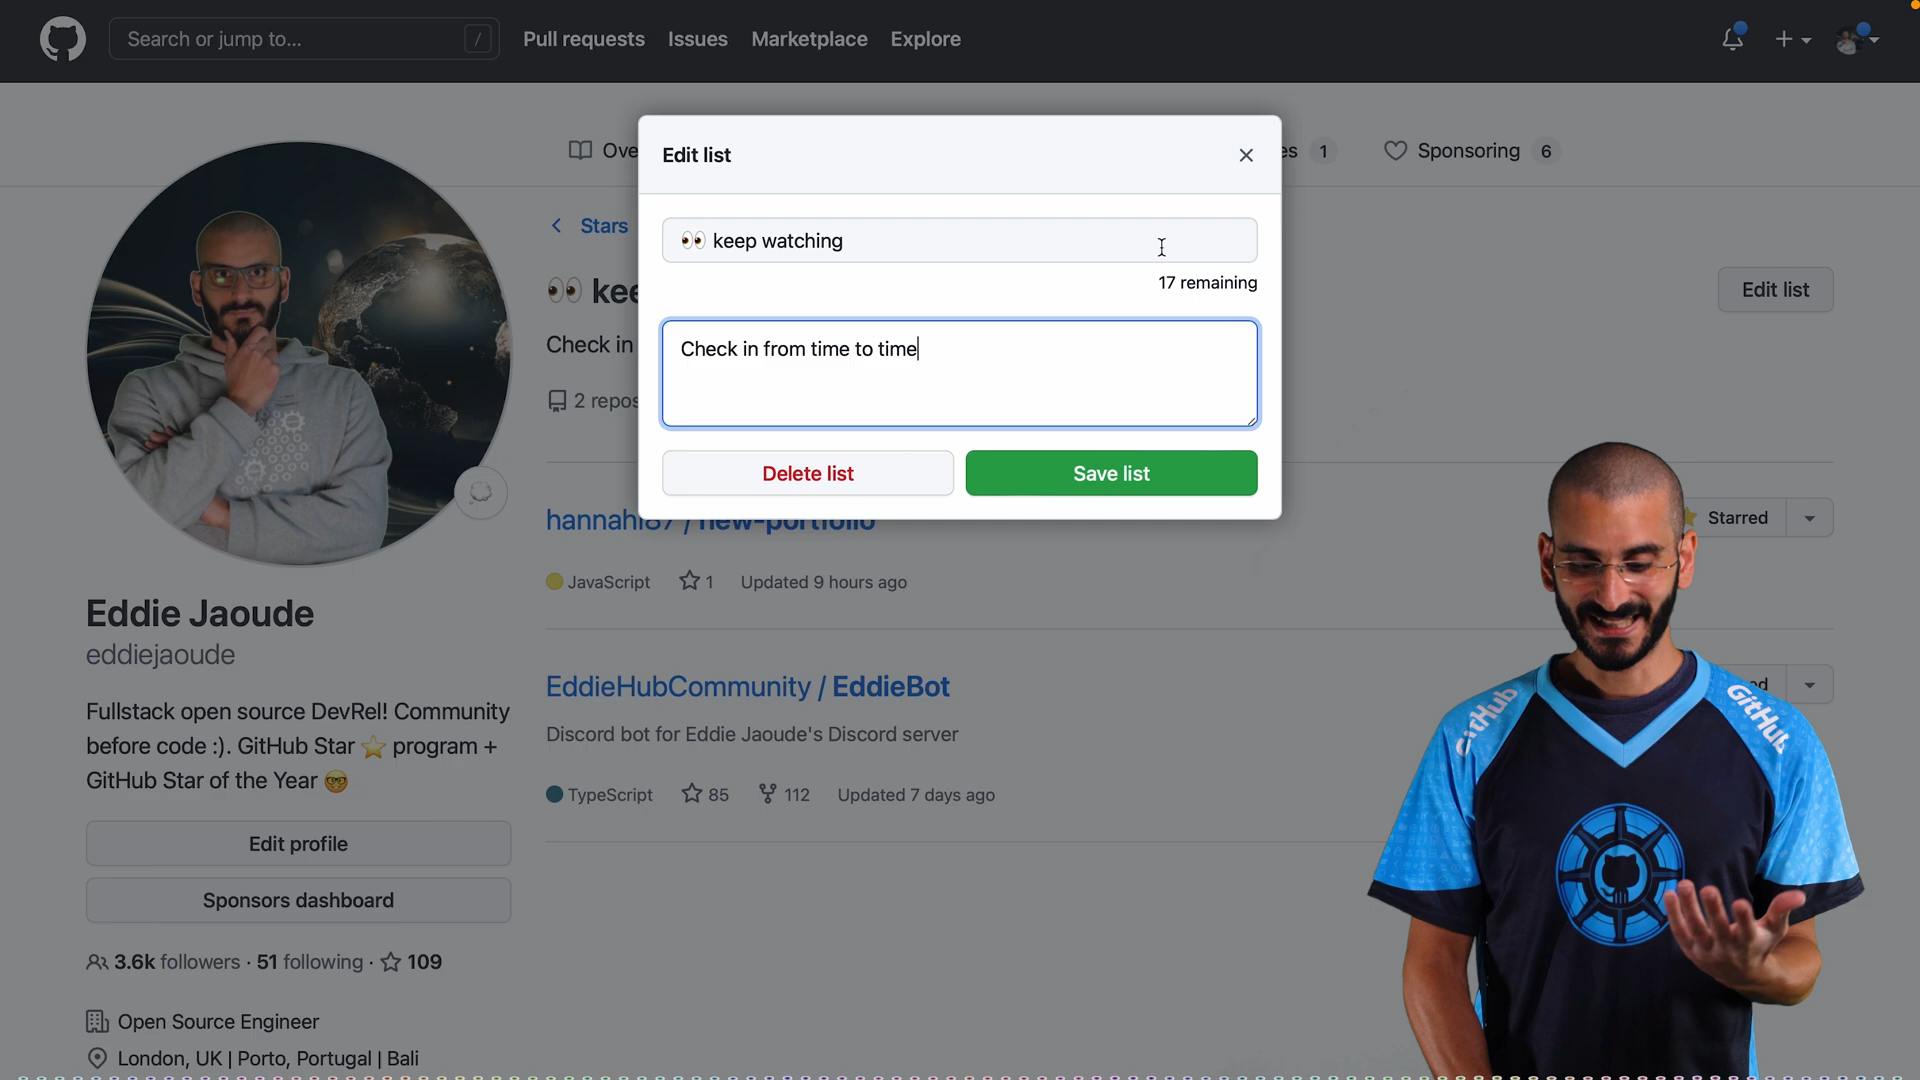 Search or jump to... /
Pull requests
Issues
Marketplace
Explore
Ove
es 1
Sponsoring 6
Edit list
Stars
👀 keep watching
17 remaining
👀 kee
Edit list
Check in
Check in from time to time
2 repos
Delete list
Save list
new-portfolio
Starred
JavaScript
1
Updated 9 hours ago
Eddie Jaoude
eddiejaoude
EddieHubCommunity / EddieBot
Discord bot for Eddie Jaoude's Discord server
TypeScript
85
112
Updated 7 days ago
Fullstack open source DevRel! Community
before code :). GitHub Star ⭐ program +
GitHub Star of the Year 🤓
Edit profile
Sponsors dashboard
3.6k followers · 51 following · 109
Open Source Engineer
London, UK | Porto, Portugal | Bali
GitHub
GitHub